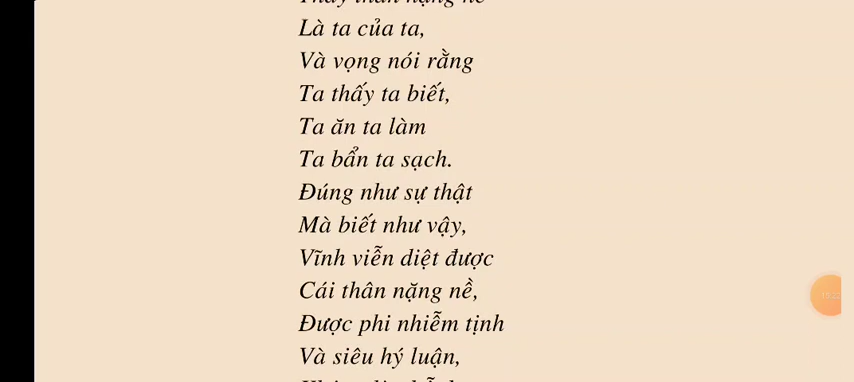 Là ta của ta,
Và vọng nói rằng
Ta thấy ta biết,
Ta ăn ta làm
Ta bẩn ta sạch.
Đúng như sự thật
Mà biết như vậy,
Vĩnh viễn diệt được
Cái thân nặng nề,
Được phi nhiễm tịnh
Và siêu hý luận,